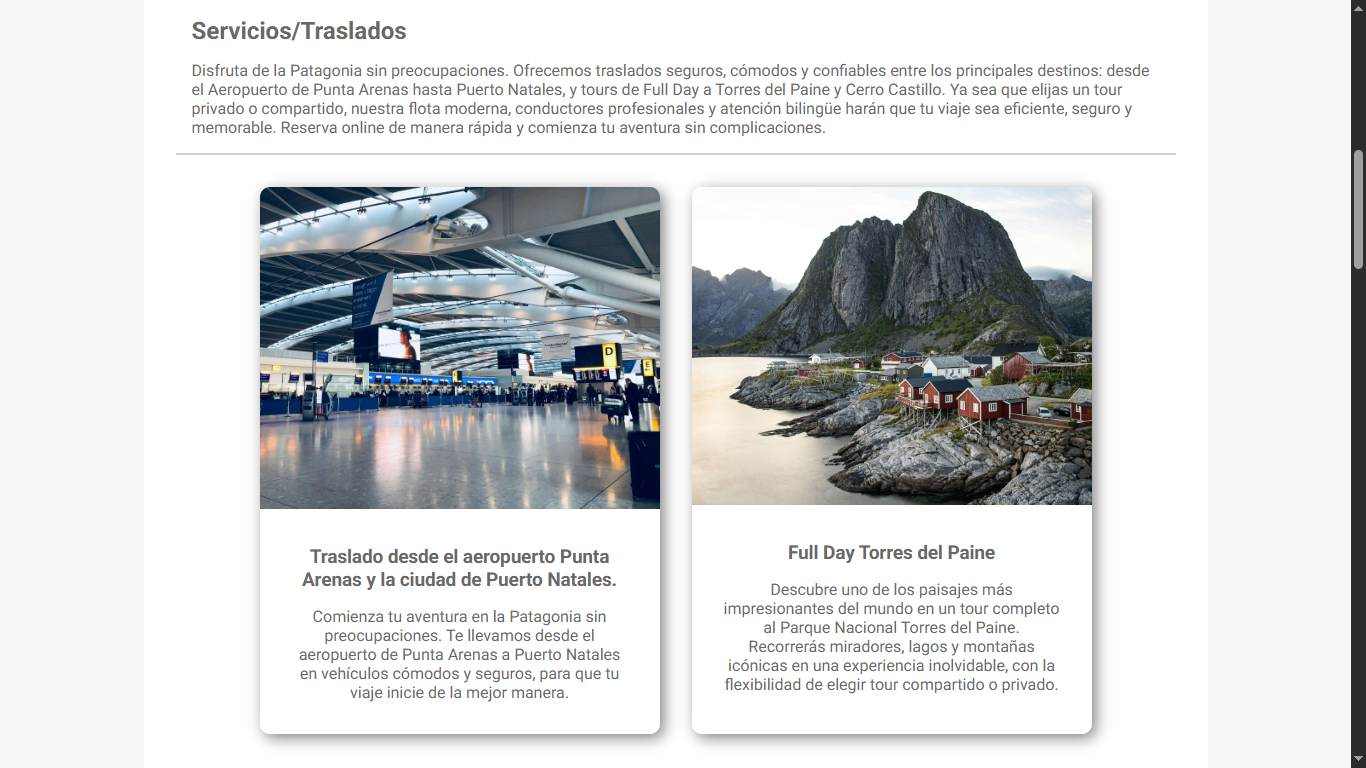 Servicios/Traslados
Disfruta de la Patagonia sin preocupaciones. Ofrecemos traslados seguros, cómodos y confiables entre los principales destinos: desde
el Aeropuerto de Punta Arenas hasta Puerto Natales, y tours de Full Day a Torres del Paine y Cerro Castillo. Ya sea que elijas un tour
privado o compartido, nuestra flota moderna, conductores profesionales y atención bilingüe harán que tu viaje sea eficiente, seguro y
memorable. Reserva online de manera rápida y comienza tu aventura sin complicaciones.
D
E
Traslado desde el aeropuerto Punta
Arenas y la ciudad de Puerto Natales.
Comienza tu aventura en la Patagonia sin
preocupaciones. Te llevamos desde el
aeropuerto de Punta Arenas a Puerto Natales
en vehículos cómodos y seguros, para que tu
viaje inicie de la mejor manera.
Full Day Torres del Paine
Descubre uno de los paisajes más
impresionantes del mundo en un tour completo
al Parque Nacional Torres del Paine.
Recorrerás miradores, lagos y montañas
icónicas en una experiencia inolvidable, con la
flexibilidad de elegir tour compartido o privado.